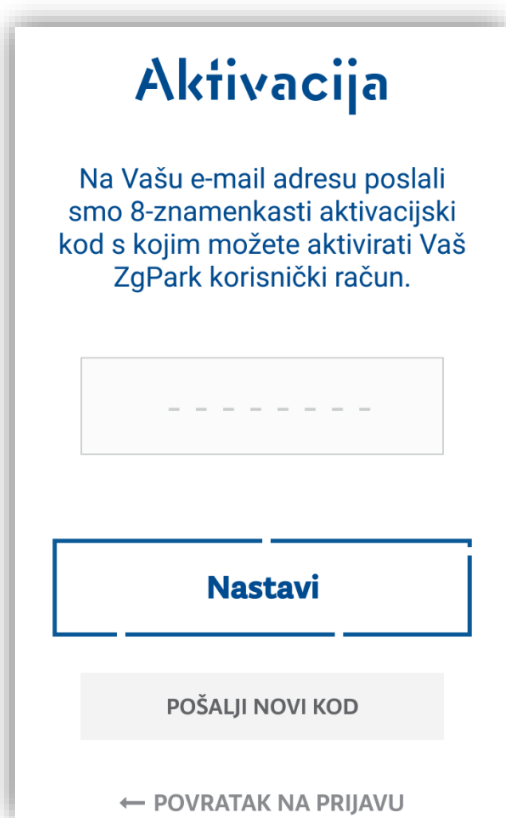 Aktivacija
Na Vašu e-mail adresu poslali
smo 8-znamenkasti aktivacijski
kod s kojim možete aktivirati Vaš
ZgPark korisnički račun.
_ _ _ _ _ _ _ _
Nastavi
POŠALJI NOVI KOD
← POVRATAK NA PRIJAVU